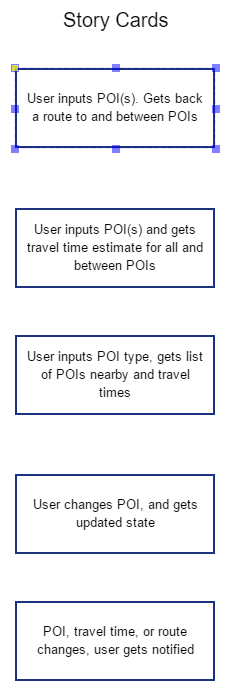 Story Cards
User inputs POI(s). Gets back
a route to and between POIs
User inputs POI(s) and gets
travel time estimate for all and
between POIs
User inputs POI type, gets list
of POIs nearby and travel
times
User changes POI, and gets
updated state
POI, travel time, or route
changes, user gets notified